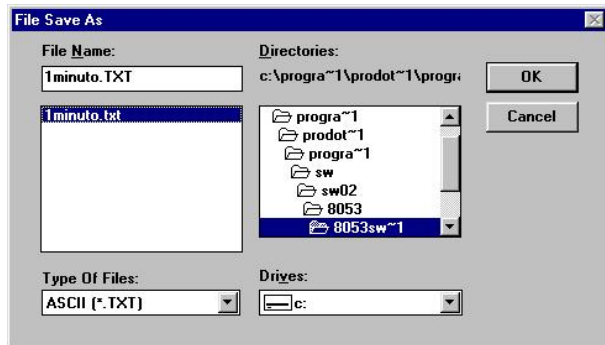 File Save As
File Name:
1minuto.TXT
1minuto.txt
Directories:
c:\progra~1\prodot~1\progra
progra~1
prodot~1
progra~1
sw
sw02
8053
8053sw~1
OK
Cancel
Type Of Files:
ASCII (*.TXT)
Drives:
c: